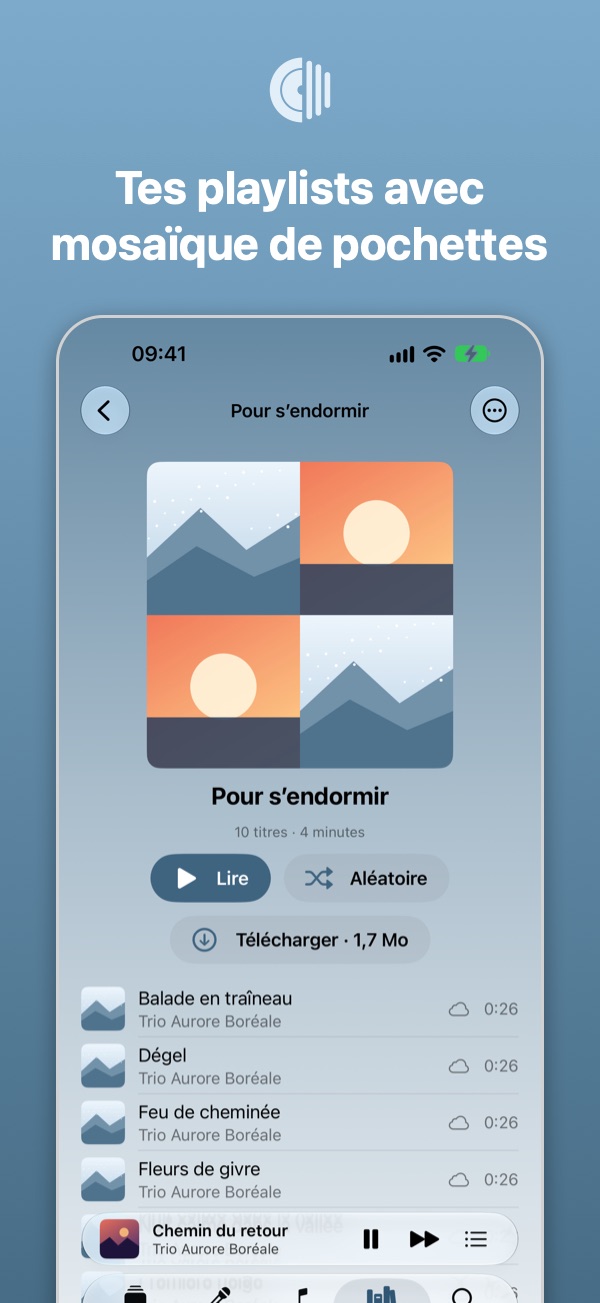 Tes playlists avec
mosaïque de pochettes
09:41
Pour s’endormir
Pour s’endormir
10 titres · 4 minutes
Lire
Aléatoire
Télécharger · 1,7 Mo
Balade en traîneau
Trio Aurore Boréale
0:26
Dégel
Trio Aurore Boréale
0:26
Feu de cheminée
Trio Aurore Boréale
0:26
Fleurs de givre
Trio Aurore Boréale
0:26
Chemin du retour
Trio Aurore Boréale